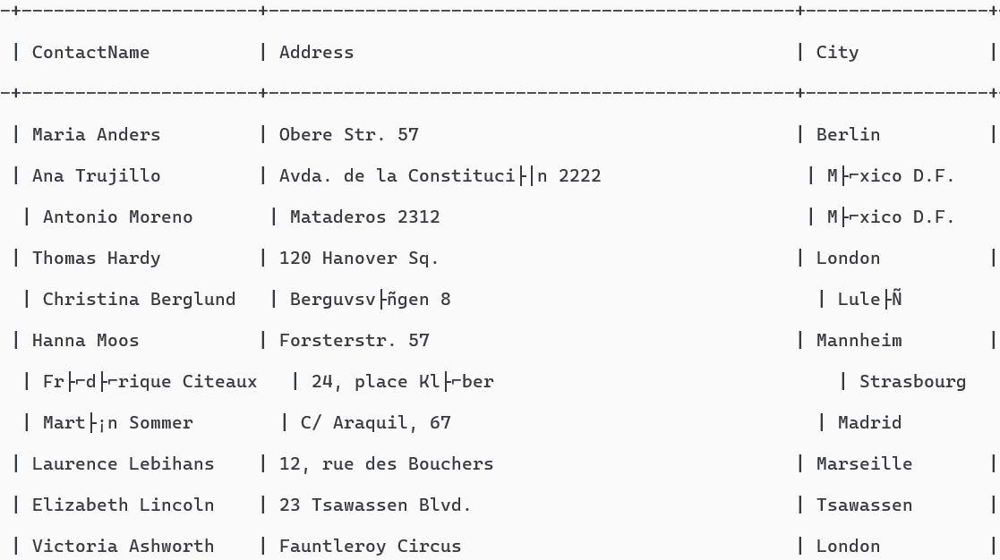 -+----------------------+-------------------------------------------------+-----------------+
| ContactName | Address | City |
-+----------------------+-------------------------------------------------+-----------------+
| Maria Anders | Obere Str. 57 | Berlin |
| Ana Trujillo | Avda. de la Constituci├│n 2222 | M├⌐xico D.F.
| Antonio Moreno | Mataderos 2312 | M├⌐xico D.F.
| Thomas Hardy | 120 Hanover Sq. | London |
| Christina Berglund | Berguvsv├ñgen 8 | Lule├Ñ
| Hanna Moos | Forsterstr. 57 | Mannheim |
| Fr├⌐d├⌐rique Citeaux | 24, place Kl├⌐ber | Strasbourg
| Mart├¡n Sommer | C/ Araquil, 67 | Madrid
| Laurence Lebihans | 12, rue des Bouchers | Marseille |
| Elizabeth Lincoln | 23 Tsawassen Blvd. | Tsawassen |
| Victoria Ashworth | Fauntleroy Circus | London |